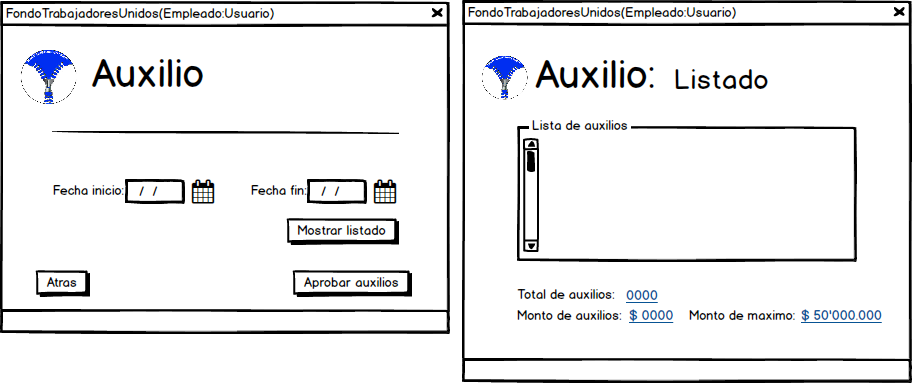 FondoTrabajadoresUnidos(Empleado:Usuario)
Auxilio
Fecha inicio: / /
Fecha fin: / /
Mostrar listado
Atras
Aprobar auxilios
FondoTrabajadoresUnidos(Empleado:Usuario)
Auxilio: Listado
Lista de auxilios
Total de auxilios: 0000
Monto de auxilios: $ 0000 Monto de maximo: $ 50'000.000